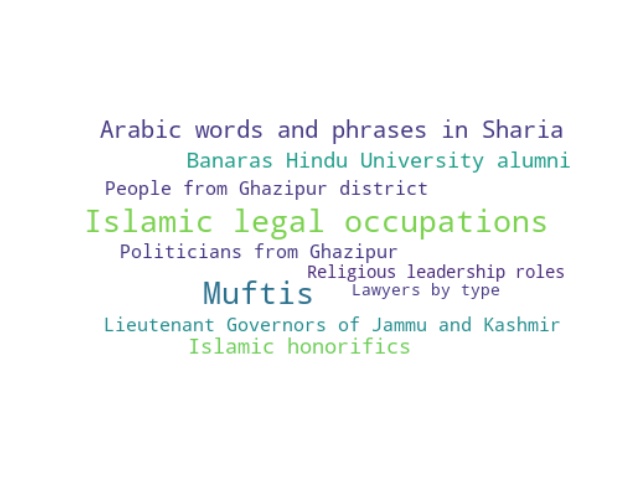 Arabic words and phrases in Sharia
Banaras Hindu University alumni
People from Ghazipur district
Islamic legal occupations
Politicians from Ghazipur
Religious leadership roles
Muftis
Lawyers by type
Lieutenant Governors of Jammu and Kashmir
Islamic honorifics